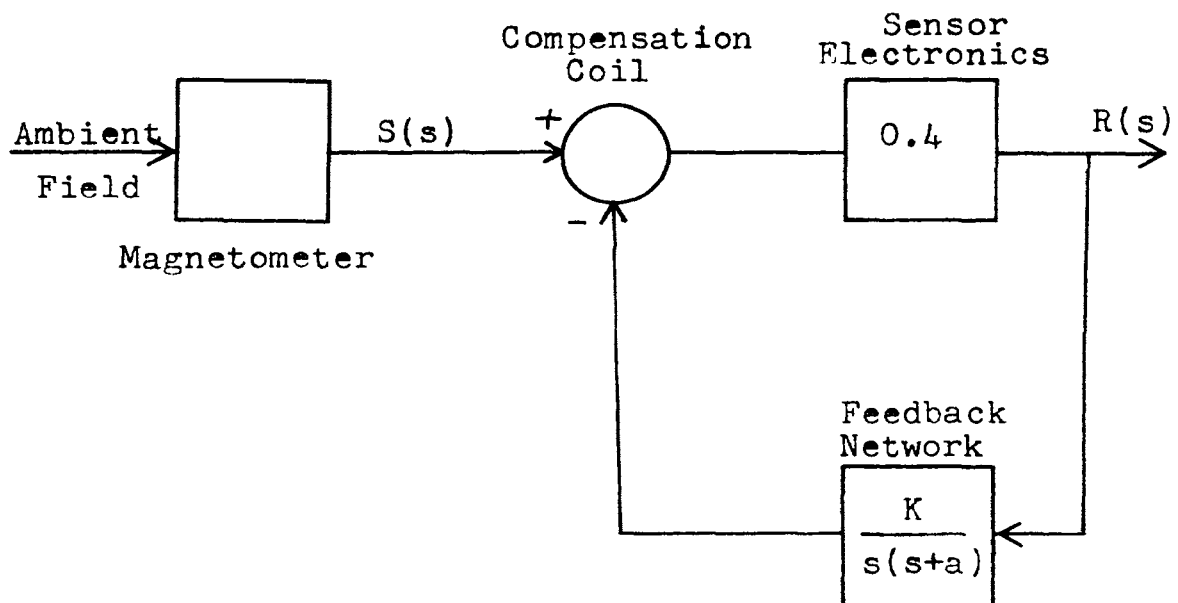 Compensation
Coil
Sensor
Electronics
Ambient
Field
S(s)
+
-
0.4
R(s)
Magnetometer
Feedback
Network
K
s(s+a)